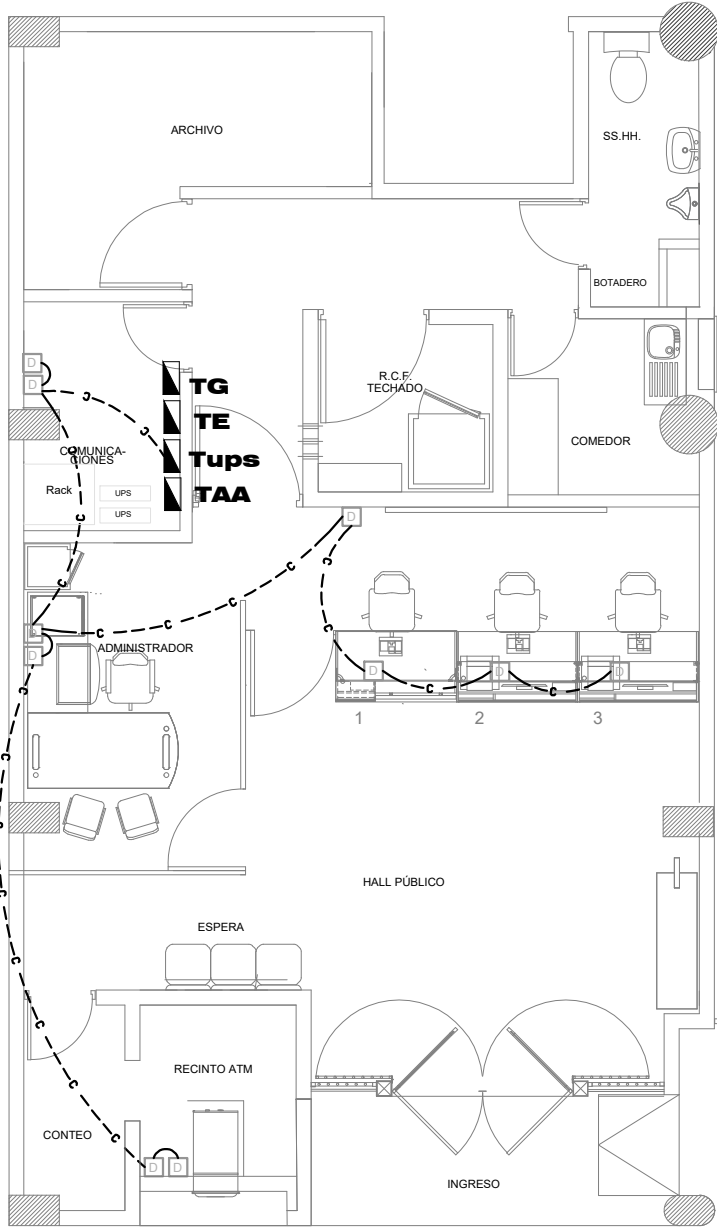 ARCHIVO
SS.HH.
BOTADERO
D
D
TG
R.C.F.
TECHADO
C
TE
C
COMEDOR
COMUNICA-
CIONES
C
Tups
Rack
UPS
TAA
UPS
C
D
C
C
C
C
C
D
ADMINISTRADOR
D
D
D
D
C
C
C
1
2
3
C
C
HALL PÚBLICO
C
ESPERA
C
C
RECINTO ATM
C
CONTEO
C
D
D
INGRESO